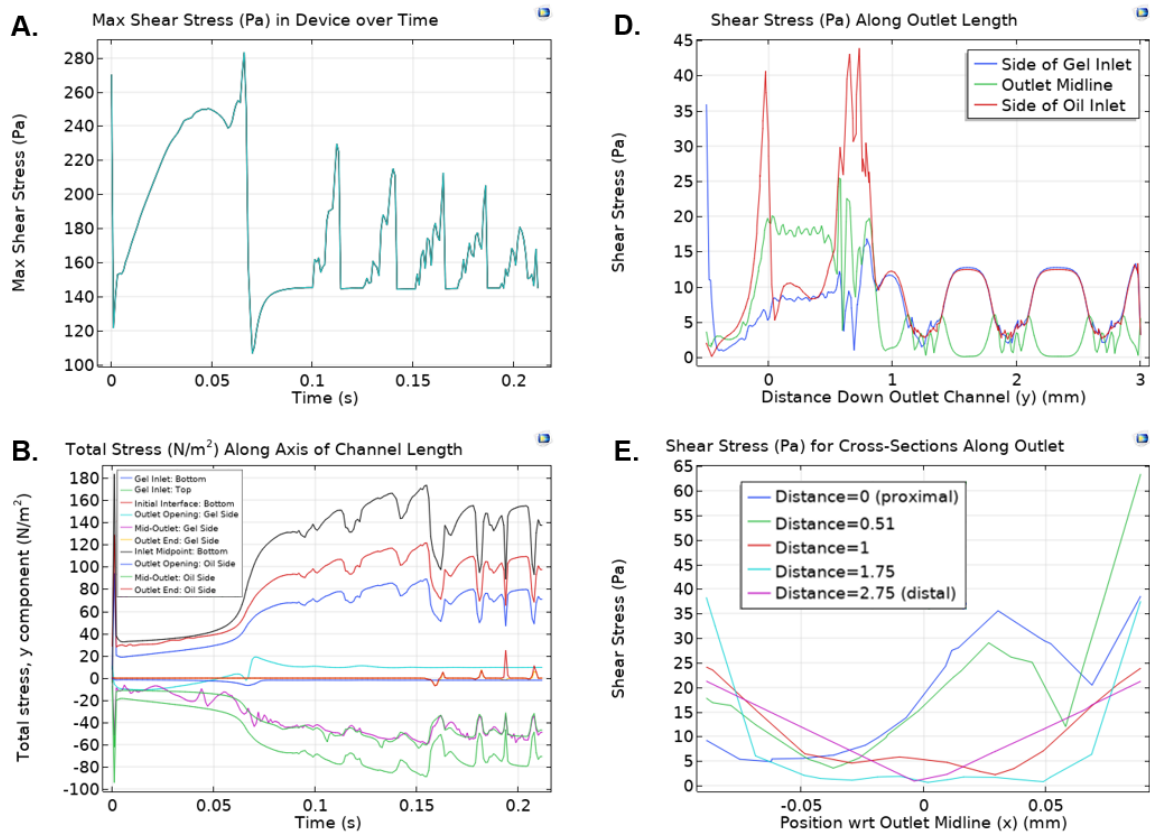 A.
Max Shear Stress (Pa) in Device over Time
Max Shear Stress (Pa)
280
260
240
220
200
180
160
140
120
100
0
0.05
0.1
0.15
0.2
Time (s)
B.
Total Stress (N/m²) Along Axis of Channel Length
Total stress, y component (N/m²)
180
160
140
120
100
80
60
40
20
0
-20
-40
-60
-80
-100
Gel Inlet: Bottom
Gel Inlet: Top
Initial Interface: Bottom
Outlet Opening: Gel Side
Mid-Outlet: Gel Side
Outlet End: Gel Side
Inlet Midpoint: Bottom
Outlet Opening: Oil Side
Mid-Outlet: Oil Side
Outlet End: Oil Side
0
0.05
0.1
0.15
0.2
Time (s)
D.
Shear Stress (Pa) Along Outlet Length
Shear Stress (Pa)
45
40
35
30
25
20
15
10
5
0
Side of Gel Inlet
Outlet Midline
Side of Oil Inlet
0
1
2
3
Distance Down Outlet Channel (y) (mm)
E.
Shear Stress (Pa) for Cross-Sections Along Outlet
Shear Stress (Pa)
65
60
55
50
45
40
35
30
25
20
15
10
5
0
Distance=0 (proximal)
Distance=0.51
Distance=1
Distance=1.75
Distance=2.75 (distal)
-0.05
0
0.05
Position wrt Outlet Midline (x) (mm)